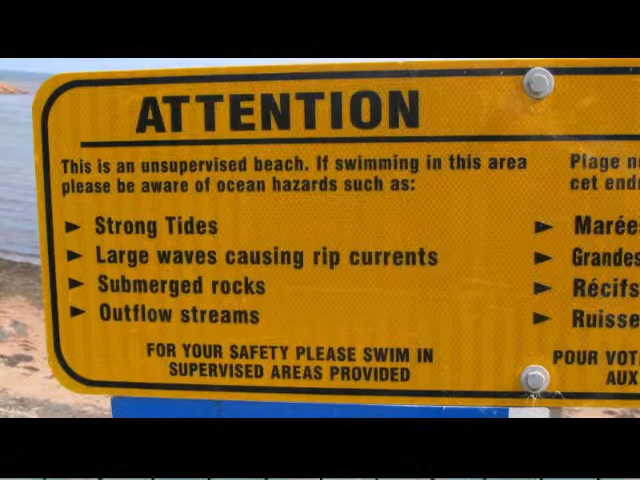 ATTENTION
This is an unsupervised beach. If swimming in this area
please be aware of ocean hazards such as:
► Strong Tides
► Large waves causing rip currents
► Submerged rocks
► Outflow streams
FOR YOUR SAFETY PLEASE SWIM IN
SUPERVISED AREAS PROVIDED
Plage
cet
► Marée
► Grandes
► Récifs
► Ruisse
POUR VOT
AUX